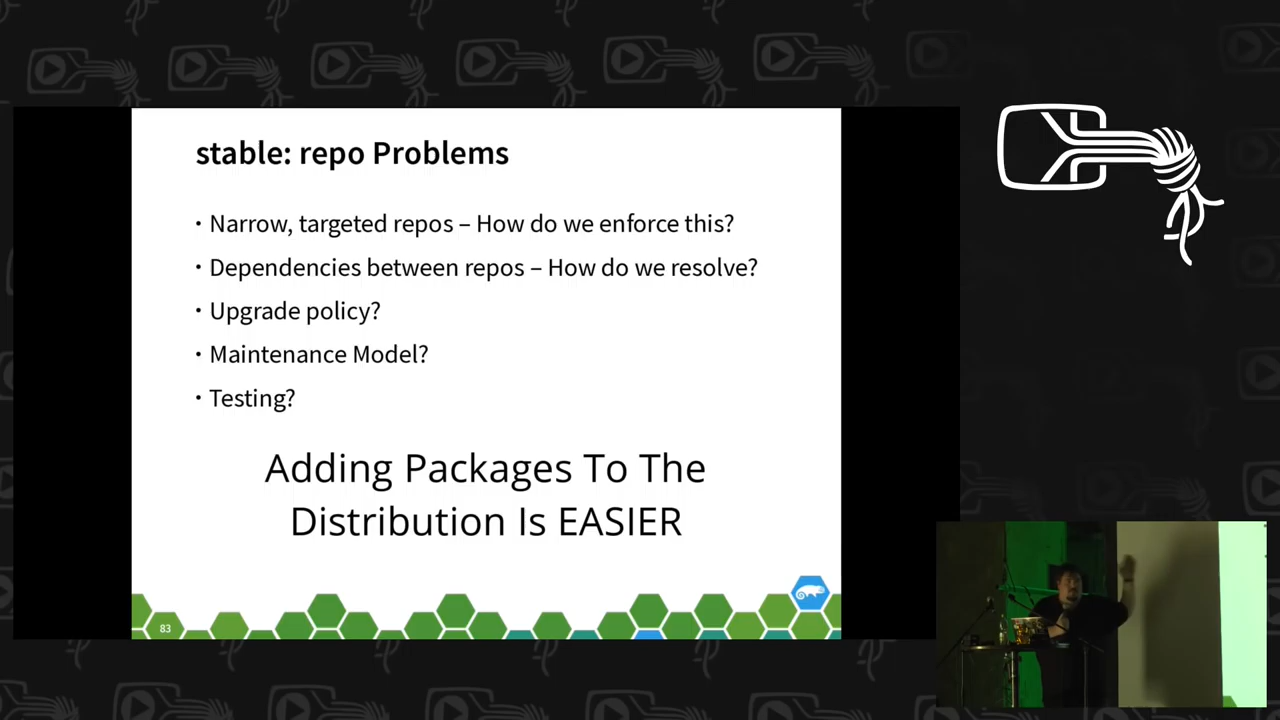 stable: repo Problems
• Narrow, targeted repos – How do we enforce this?
• Dependencies between repos – How do we resolve?
• Upgrade policy?
• Maintenance Model?
• Testing?
Adding Packages To The
Distribution Is EASIER
83